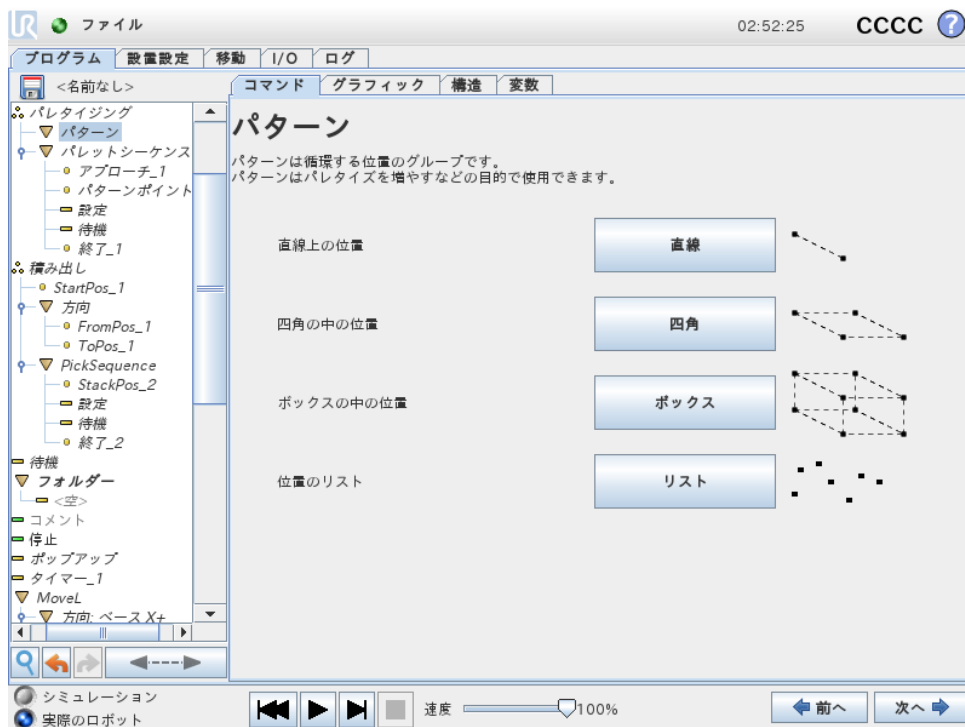 UR ファイル 02:52:25 CCCC ?
プログラム 設置設定 移動 I/O ログ
<名前なし>
コマンド グラフィック 構造 変数
パレタイジング
パターン
パレットシーケンス
アプローチ_1
パターンポイント
設定
待機
終了_1
積み出し
StartPos_1
方向
FromPos_1
ToPos_1
PickSequence
StackPos_2
設定
待機
終了_2
待機
フォルダー
<空>
コメント
停止
ポップアップ
タイマー_1
MoveL
方向: ベース X+
パターン
パターンは循環する位置のグループです。
パターンはパレタイズを増やすなどの目的で使用できます。
直線上の位置 直線
四角の中の位置 四角
ボックスの中の位置 ボックス
位置のリスト リスト
シミュレーション
実際のロボット
速度 100%
前へ 次へ